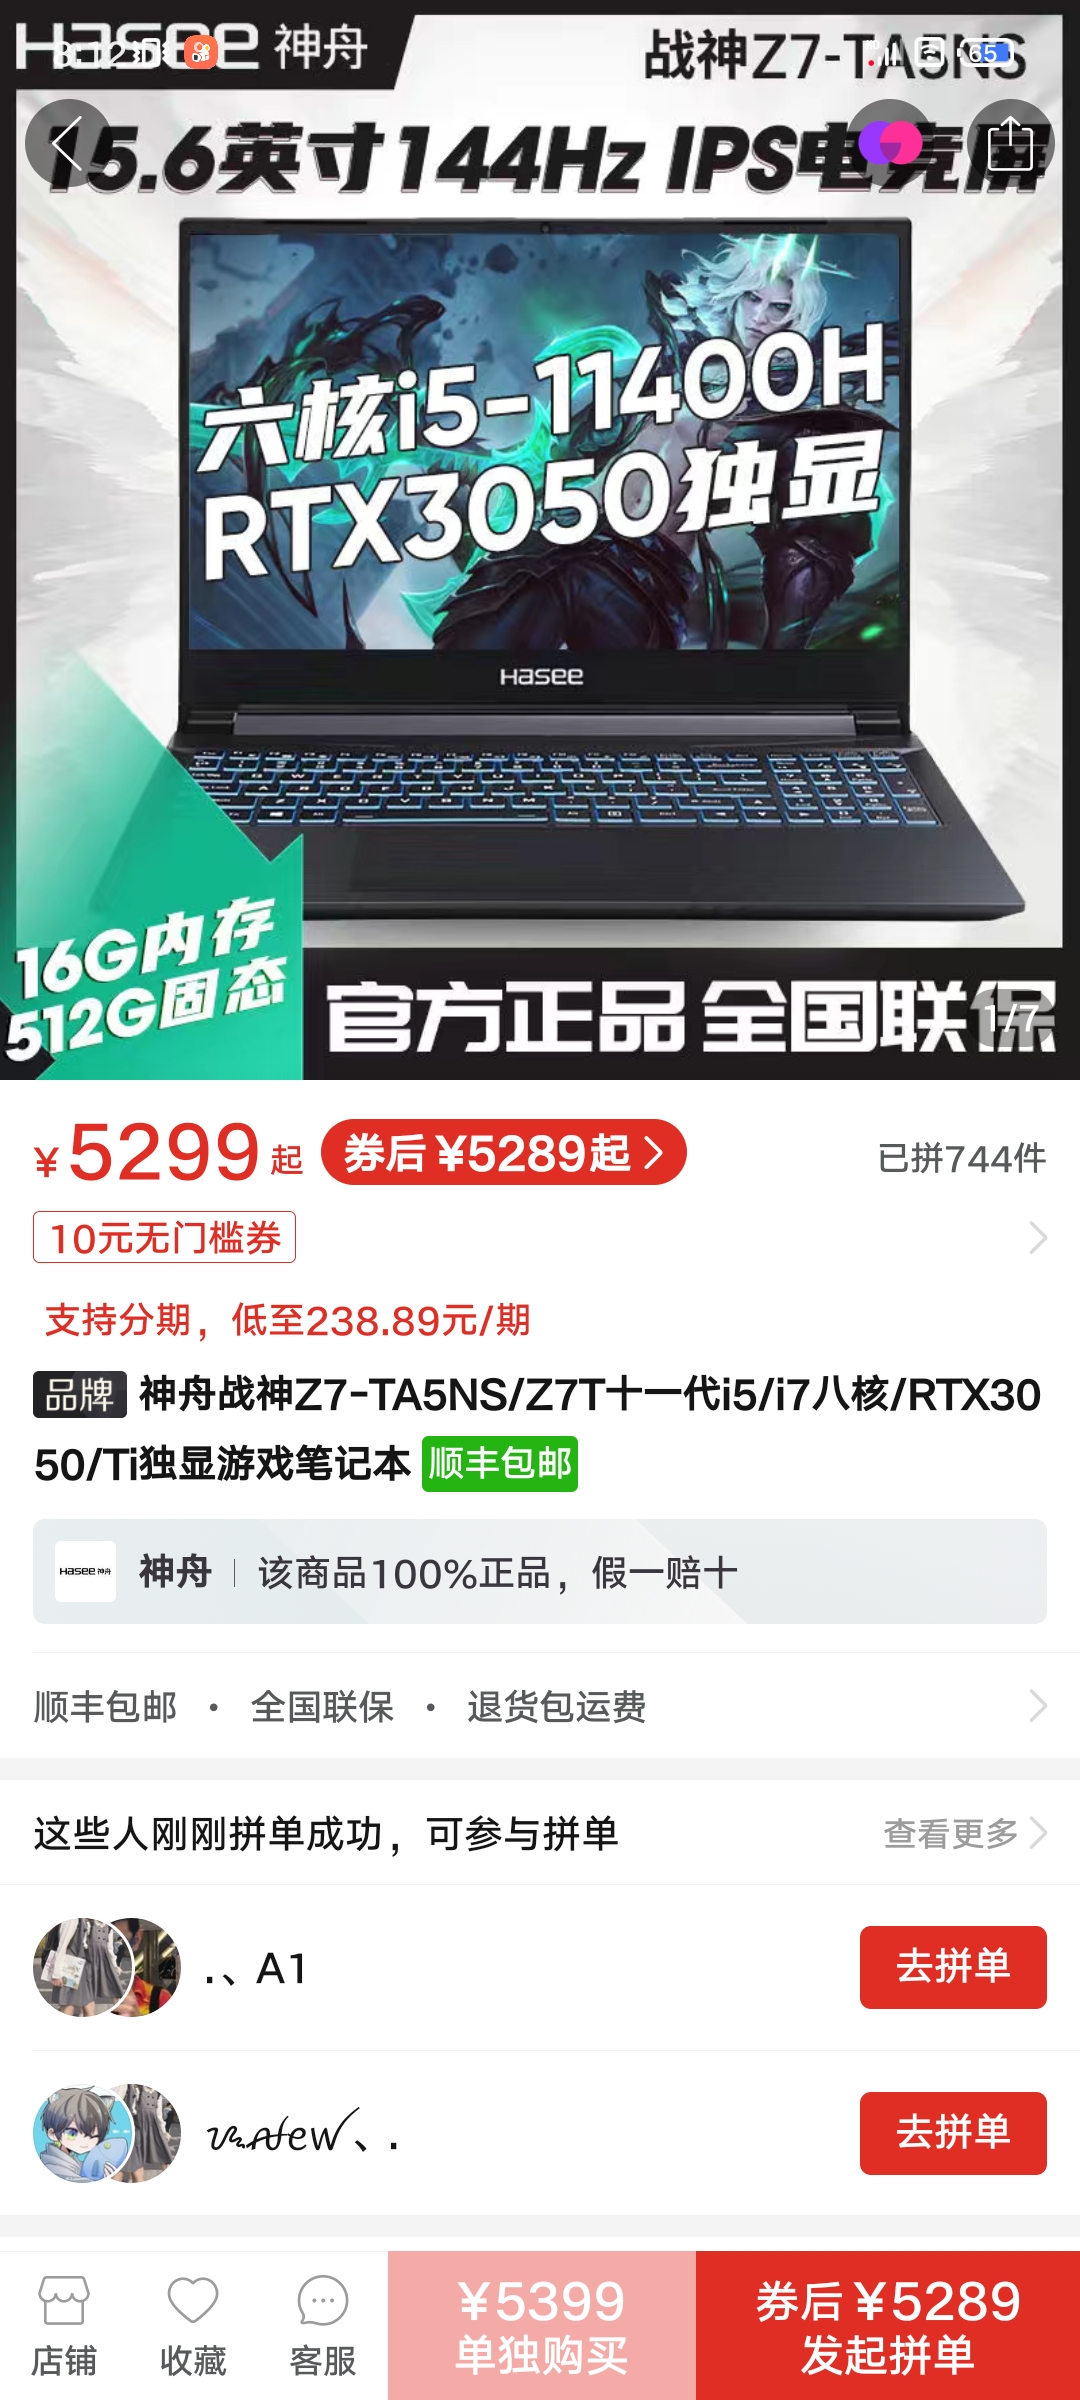 Hasee 神舟
战神Z7-TA5NS
8:12
65
15.6英寸144Hz IPS电竞屏
六核i5-11400H
RTX3050独显
Hasee
16G内存
512G固态
官方正品 全国联保
1/7
¥5299起
券后¥5289起
已拼744件
10元无门槛券
支持分期，低至238.89元/期
品牌 神舟战神Z7-TA5NS/Z7T十一代i5/i7八核/RTX30
50/Ti独显游戏笔记本 顺丰包邮
Hasee 神舟 神舟 该商品100%正品，假一赔十
顺丰包邮 · 全国联保 · 退货包运费
这些人刚刚拼单成功，可参与拼单
查看更多
.、A1
去拼单
、.
去拼单
店铺
收藏
客服
¥5399
单独购买
券后¥5289
发起拼单